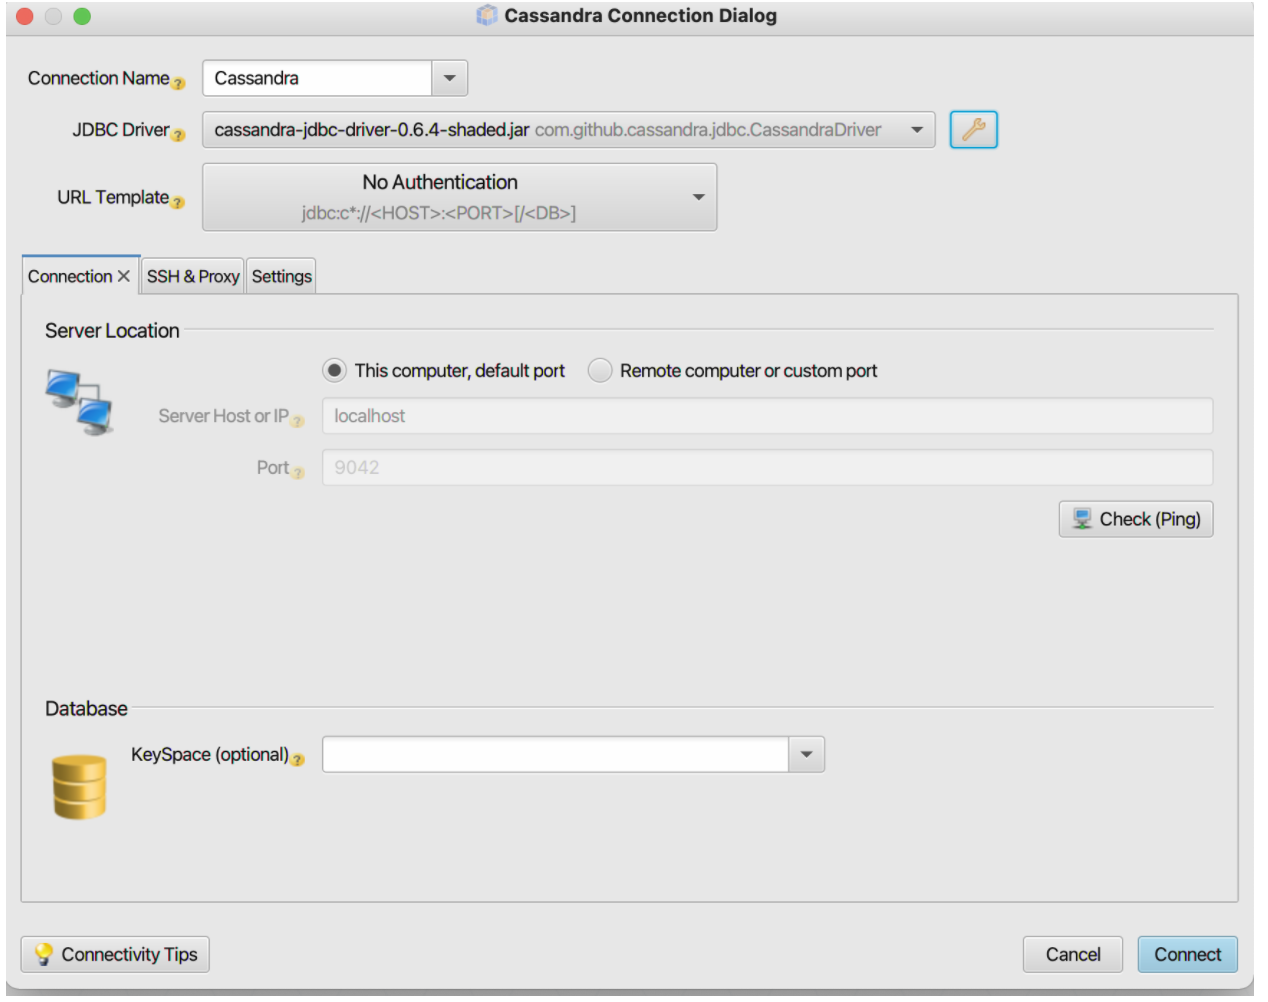 Cassandra Connection Dialog
Connection Name ? Cassandra
JDBC Driver ? cassandra-jdbc-driver-0.6.4-shaded.jar com.github.cassandra.jdbc.CassandraDriver
URL Template ? No Authentication
jdbc:c*://<HOST>:<PORT>[/<DB>]
Connection × SSH & Proxy Settings
Server Location
This computer, default port Remote computer or custom port
Server Host or IP ? localhost
Port ? 9042
Check (Ping)
Database
KeySpace (optional) ?
Connectivity Tips Cancel Connect